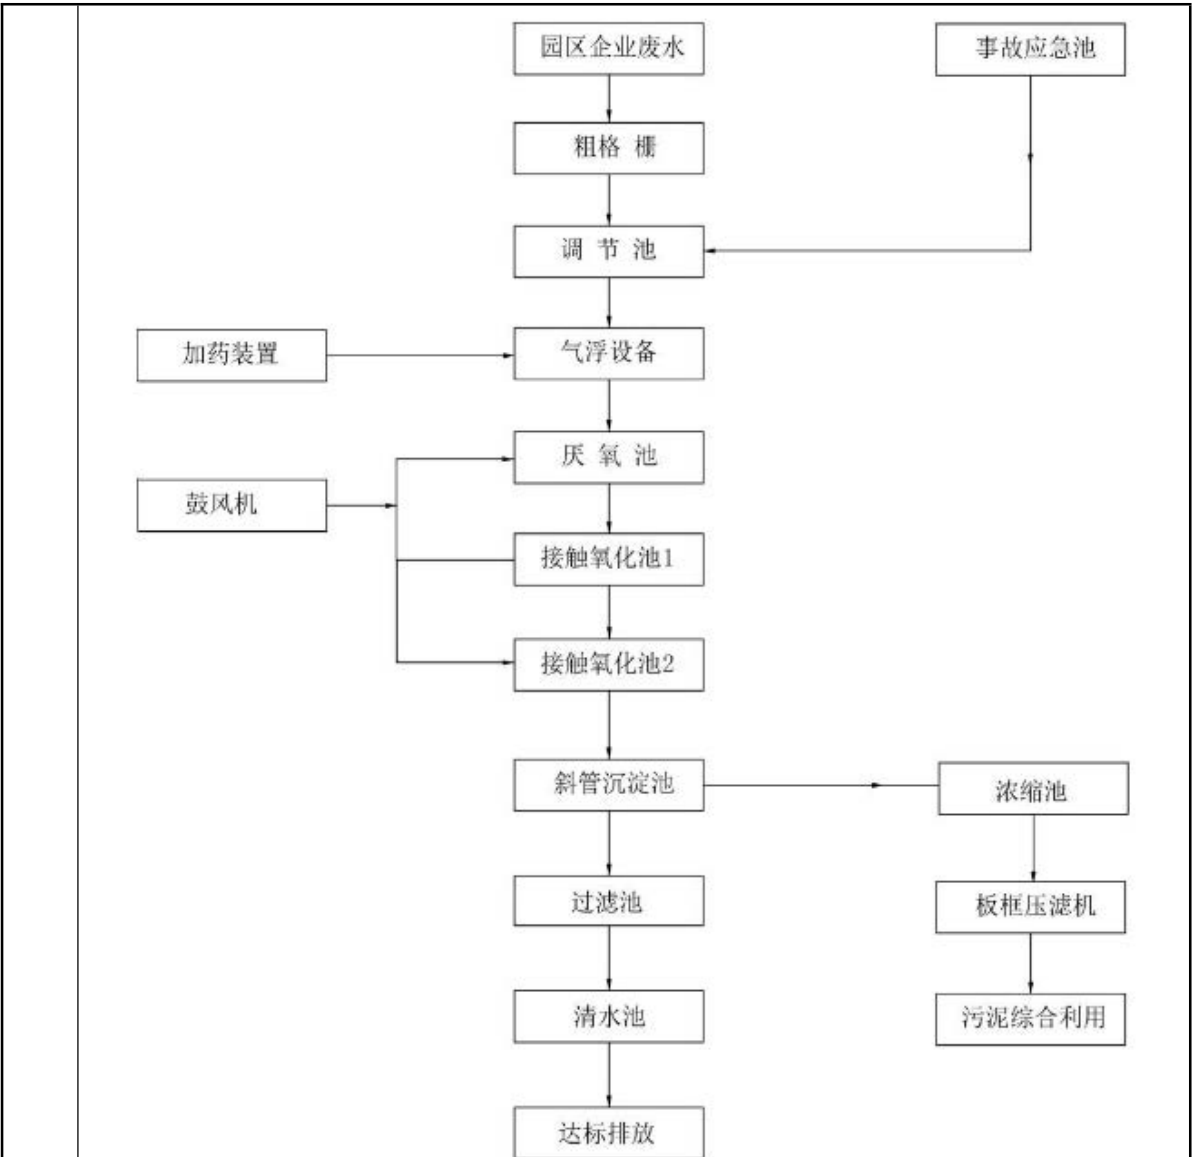 园区企业废水
事故应急池
粗格 栅
调 节 池
加药装置
气浮设备
厌 氧 池
鼓风机
接触氧化池1
接触氧化池2
斜管沉淀池
浓缩池
过滤池
板框压滤机
清水池
污泥综合利用
达标排放